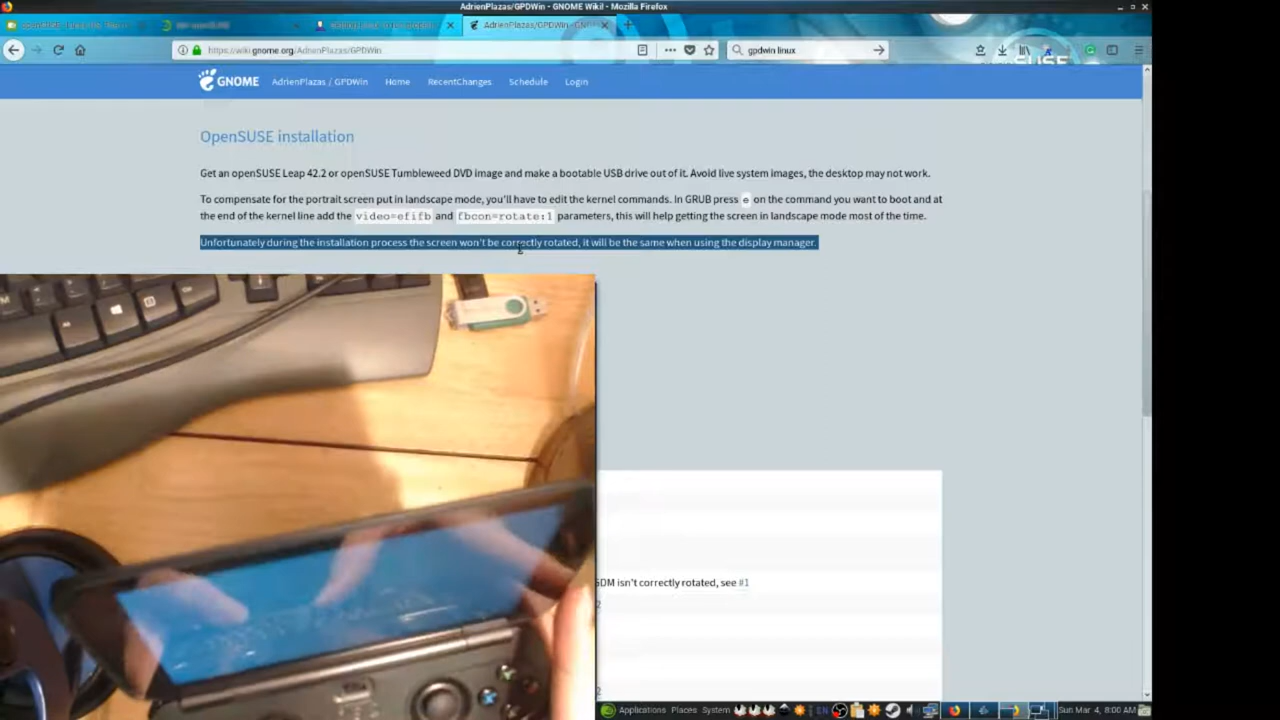 AdrienPlazas/GPDWin - GNOME Wiki! - Mozilla Firefox
AdrienPlazas/GPDWin - GN
https://wiki.gnome.org/AdrienPlazas/GPDWin
gpdwin linux
GNOME
AdrienPlazas / GPDWin
Home
RecentChanges
Schedule
Login
OpenSUSE installation
Get an openSUSE Leap 42.2 or openSUSE Tumbleweed DVD image and make a bootable USB drive out of it. Avoid live system images, the desktop may not work.
To compensate for the portrait screen put in landscape mode, you'll have to edit the kernel commands. In GRUB press e on the command you want to boot and at
the end of the kernel line add the video=efifb and fbcon=rotate:1 parameters, this will help getting the screen in landscape mode most of the time.
Unfortunately during the installation process the screen won't be correctly rotated, it will be the same when using the display manager.
GDM isn't correctly rotated, see #1
2
2
Applications Places System
EN
Sun Mar 4, 8:00 AM